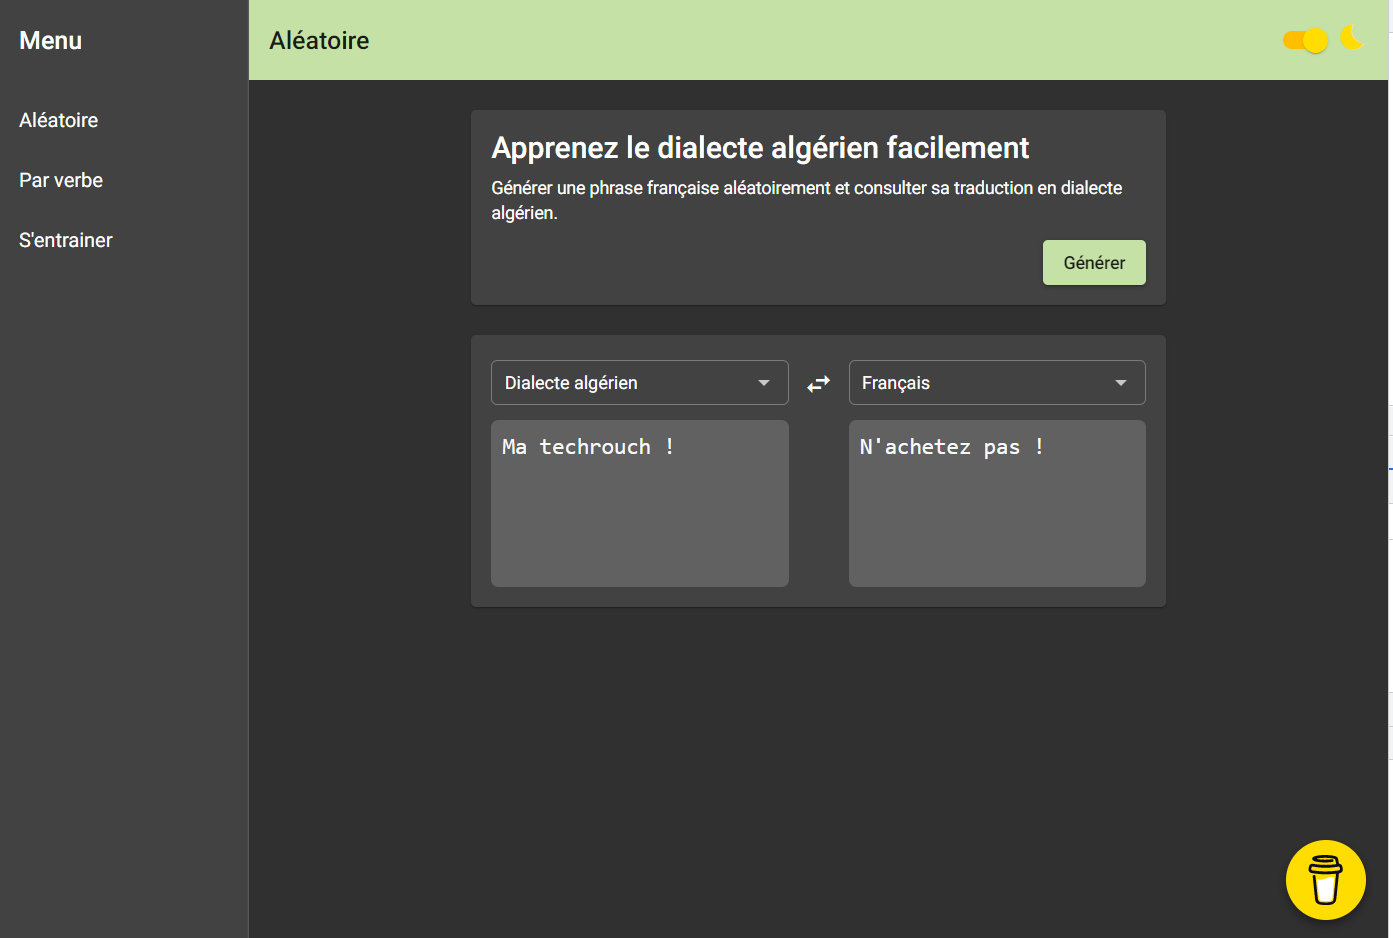 Menu
Aléatoire
Par verbe
S'entrainer
Aléatoire
Apprenez le dialecte algérien facilement
Générer une phrase française aléatoirement et consulter sa traduction en dialecte
algérien.
Générer
Dialecte algérien
Français
Ma techrouch !
N'achetez pas !